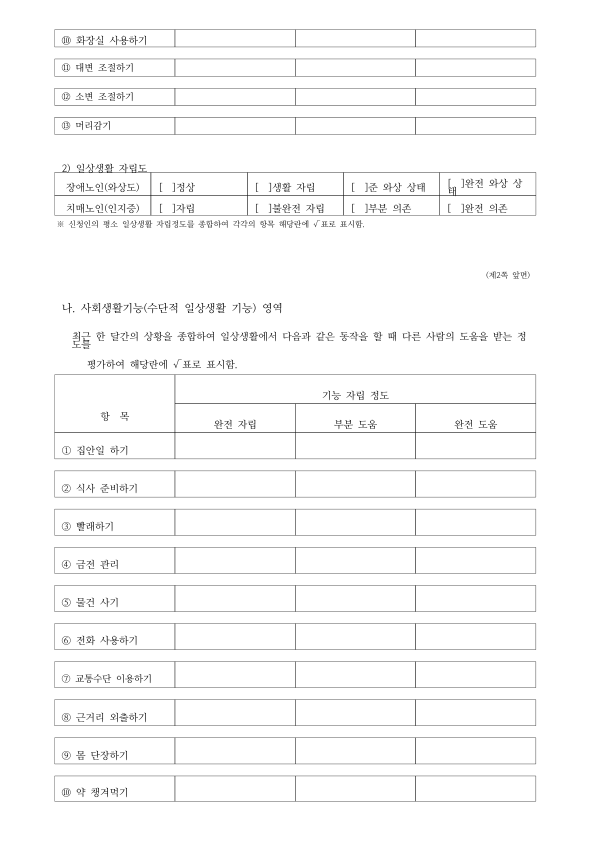 ⑩ 화장실 사용하기
⑪ 대변 조절하기
⑫ 소변 조절하기
⑬ 머리감기
2) 일상생활 자립도
장애노인(와상도) [ ]정상 [ ]생활 자립 [ ]준 와상 상태 [ ]완전 와상 상태
치매노인(인지증) [ ]자립 [ ]불완전 자립 [ ]부분 의존 [ ]완전 의존
※ 신청인의 평소 일상생활 자립정도를 종합하여 각각의 항목 해당란에 √표로 표시함.
(제2쪽 앞면)
나. 사회생활기능(수단적 일상생활 기능) 영역
최근 한 달간의 상황을 종합하여 일상생활에서 다음과 같은 동작을 할 때 다른 사람의 도움을 받는 정도를
평가하여 해당란에 √표로 표시함.
항 목
기능 자립 정도
완전 자립 부분 도움 완전 도움
① 집안일 하기
② 식사 준비하기
③ 빨래하기
④ 금전 관리
⑤ 물건 사기
⑥ 전화 사용하기
⑦ 교통수단 이용하기
⑧ 근거리 외출하기
⑨ 몸 단장하기
⑩ 약 챙겨먹기